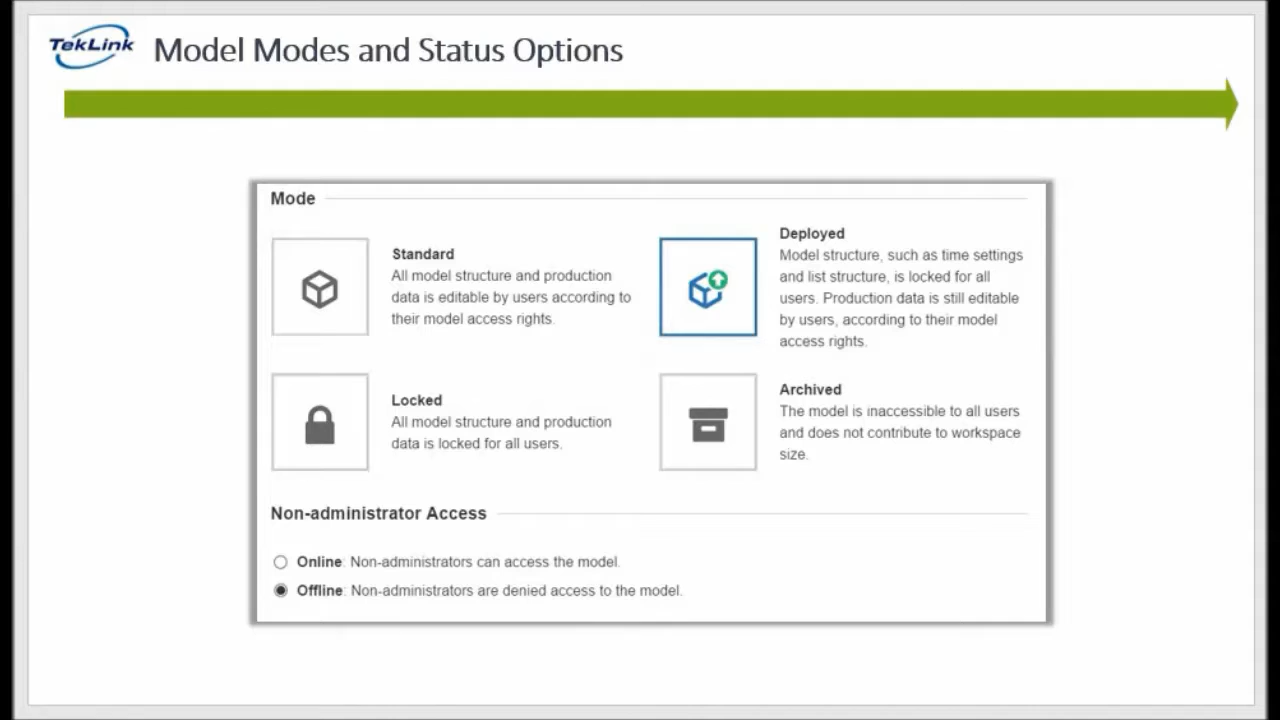 TekLink
Model Modes and Status Options
Mode
Standard
All model structure and production
data is editable by users according to
their model access rights.
Deployed
Model structure, such as time settings
and list structure, is locked for all
users. Production data is still editable
by users, according to their model
access rights.
Locked
All model structure and production
data is locked for all users.
Archived
The model is inaccessible to all users
and does not contribute to workspace
size.
Non-administrator Access
Online: Non-administrators can access the model.
Offline: Non-administrators are denied access to the model.